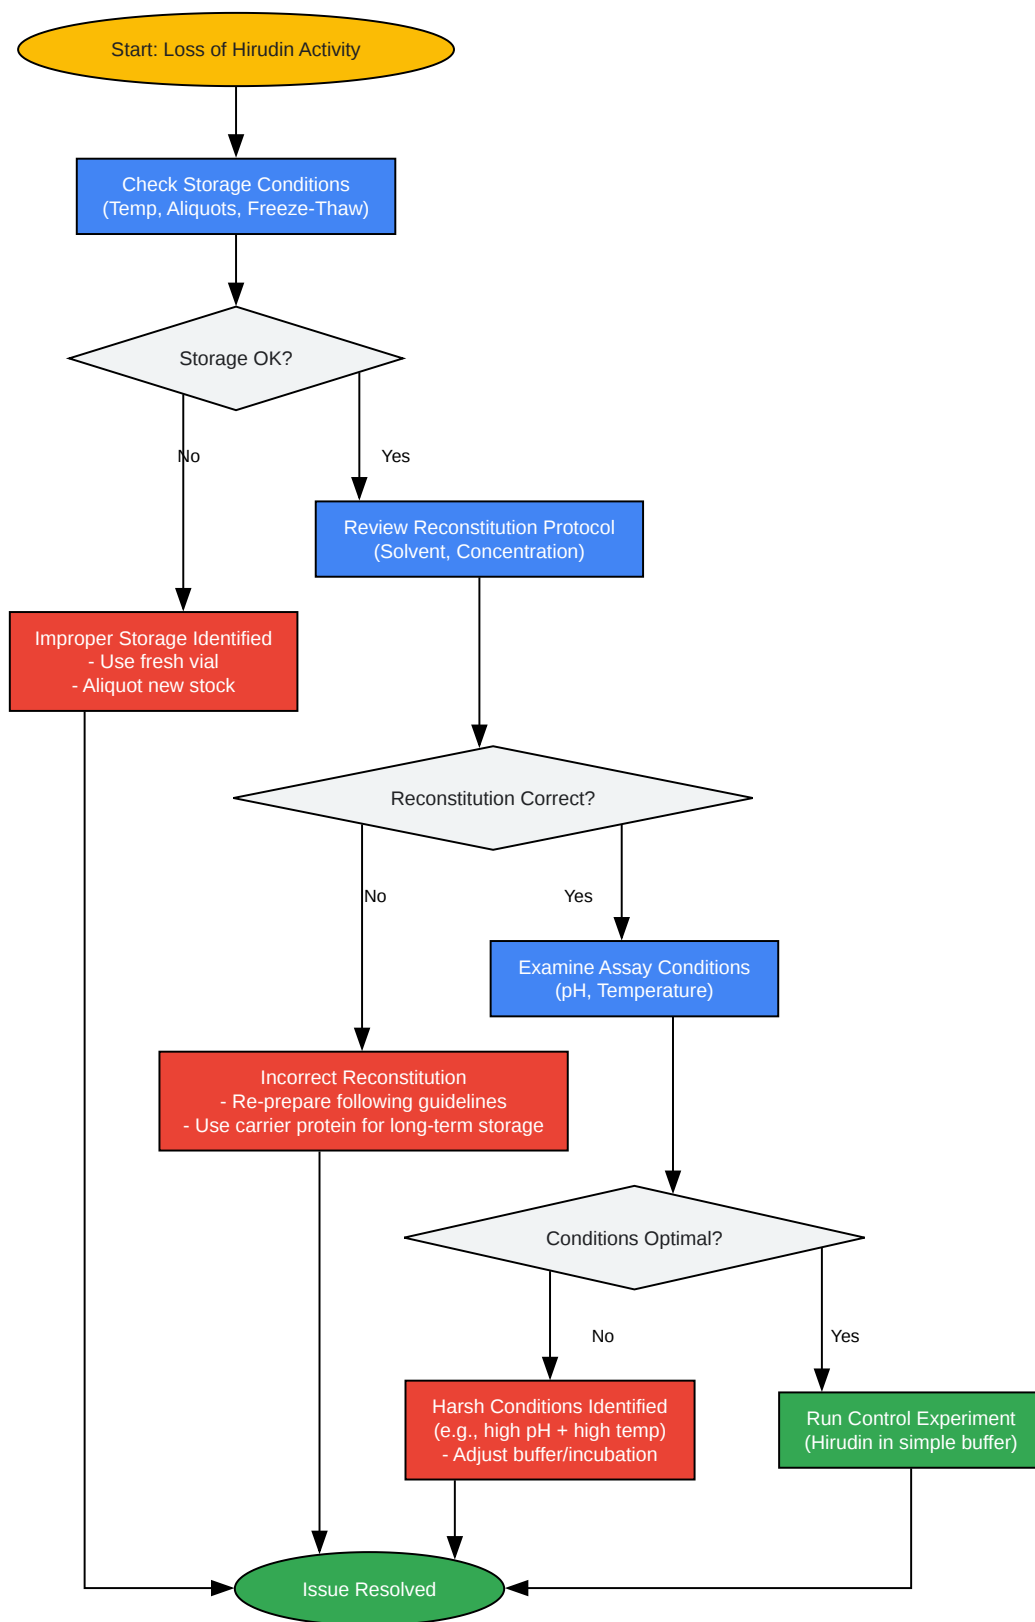 Start: Loss of Hirudin Activity
Check Storage Conditions
(Temp, Aliquots, Freeze-Thaw)
Storage OK?
No
Yes
Review Reconstitution Protocol
(Solvent, Concentration)
Improper Storage Identified
- Use fresh vial
- Aliquot new stock
Reconstitution Correct?
No
Yes
Examine Assay Conditions
(pH, Temperature)
Incorrect Reconstitution
- Re-prepare following guidelines
- Use carrier protein for long-term storage
Conditions Optimal?
No
Yes
Harsh Conditions Identified
(e.g., high pH + high temp)
- Adjust buffer/incubation
Run Control Experiment
(Hirudin in simple buffer)
Issue Resolved